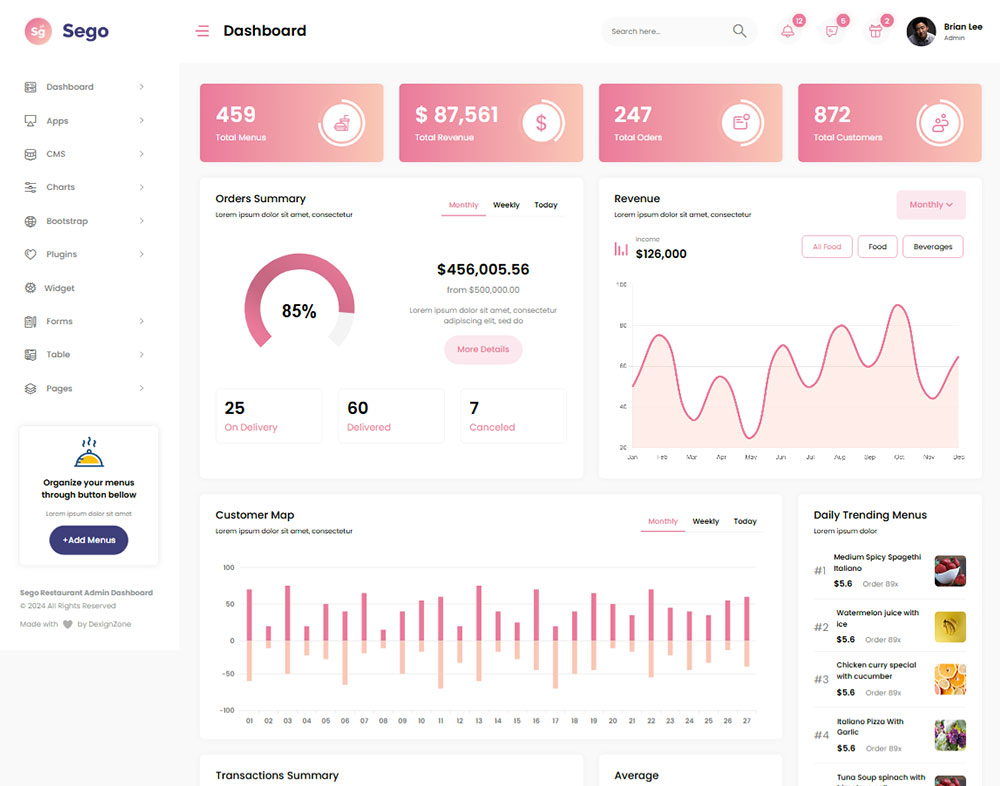 Sg Sego
Dashboard
Search here...
12
5
2
Brian Lee
Admin
Dashboard
Apps
CMS
Charts
Bootstrap
Plugins
Widget
Forms
Table
Pages
Organize your menus
through button bellow
Lorem ipsum dolor sit amet
+Add Menus
Sego Restaurant Admin Dashboard
© 2024 All Rights Reserved
Made with by DexignZone
459
Total Menus
$ 87,561
Total Revenue
$
247
Total Oders
872
Total Customers
Orders Summary
Lorem ipsum dolor sit amet, consectetur
Monthly Weekly Today
85%
$456,005.56
from $500,000.00
Lorem ipsum dolor sit amet, consectetur
adipiscing elit, sed do
More Details
25
On Delivery
60
Delivered
7
Canceled
Revenue
Lorem ipsum dolor sit amet, consectetur
Monthly
Income
$126,000
All Food Food Beverages
100
80
60
40
20
Jan Feb Mar Apr May Jun Jul Aug Sep Oct Nov Dec
Customer Map
Lorem ipsum dolor sit amet, consectetur
Monthly Weekly Today
100
50
0
-50
-100
01 02 03 04 05 06 07 08 09 10 11 12 13 14 15 16 17 18 19 20 21 22 23 24 25 26 27
Daily Trending Menus
Lorem ipsum dolor
#1
Medium Spicy Spagethi
Italiano
$5.6 Order 89x
#2
Watermelon juice with
ice
$5.6 Order 89x
#3
Chicken curry special
with cucumber
$5.6 Order 89x
#4
Italiano Pizza With
Garlic
$5.6 Order 89x
Tuna Soup spinach with
Transactions Summary
Average